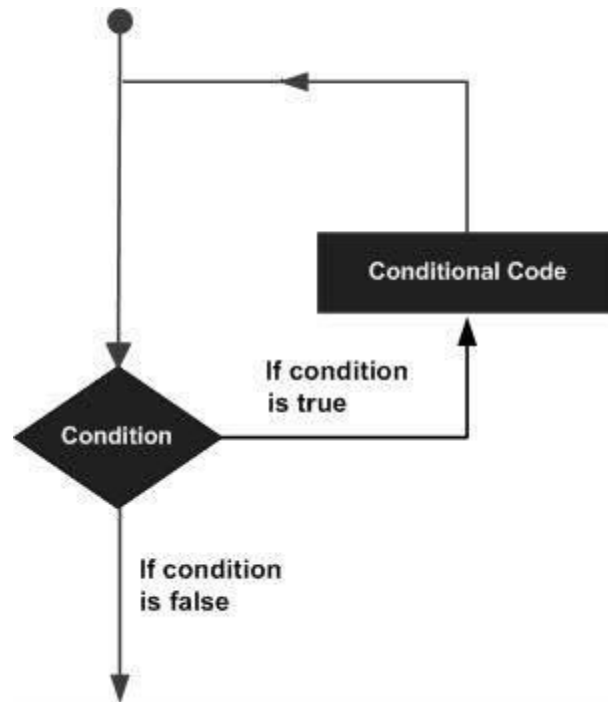 Conditional Code
If condition
is true
Condition
If condition
is false